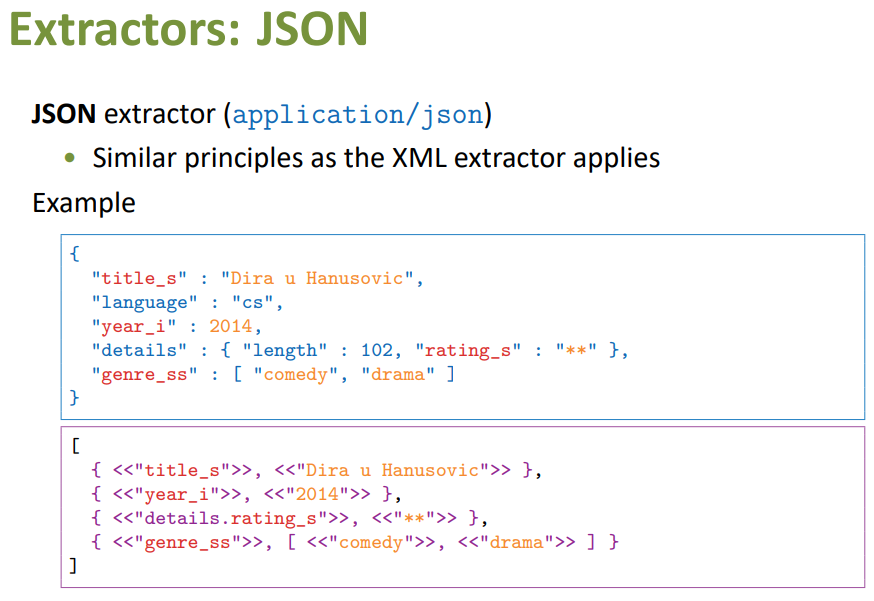 Extractors: JSON
JSON extractor (application/json)
• Similar principles as the XML extractor applies
Example
{
"title_s" : "Dira u Hanusovic",
"language" : "cs",
"year_i" : 2014,
"details" : { "length" : 102, "rating_s" : "**" },
"genre_ss" : [ "comedy", "drama" ]
}
[
{ <<"title_s">>, <<"Dira u Hanusovic">> },
{ <<"year_i">>, <<"2014">> },
{ <<"details.rating_s">>, <<"**">> },
{ <<"genre_ss">>, [ <<"comedy">>, <<"drama">> ] }
]